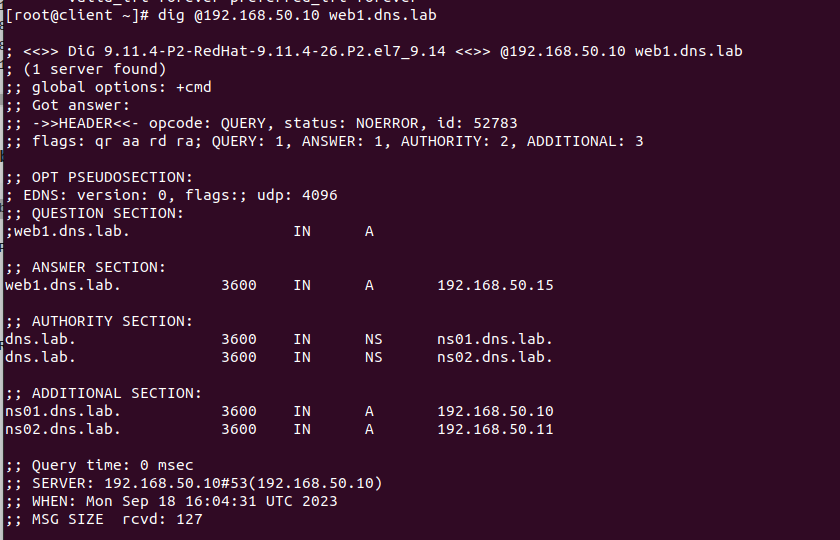 [root@client ~]# dig @192.168.50.10 web1.dns.lab
; <<>> DiG 9.11.4-P2-RedHat-9.11.4-26.P2.el7_9.14 <<>> @192.168.50.10 web1.dns.lab
; (1 server found)
;; global options: +cmd
;; Got answer:
;; ->>HEADER<<- opcode: QUERY, status: NOERROR, id: 52783
;; flags: qr aa rd ra; QUERY: 1, ANSWER: 1, AUTHORITY: 2, ADDITIONAL: 3
;; OPT PSEUDOSECTION:
; EDNS: version: 0, flags:; udp: 4096
;; QUESTION SECTION:
;web1.dns.lab. IN A
;; ANSWER SECTION:
web1.dns.lab. 3600 IN A 192.168.50.15
;; AUTHORITY SECTION:
dns.lab. 3600 IN NS ns01.dns.lab.
dns.lab. 3600 IN NS ns02.dns.lab.
;; ADDITIONAL SECTION:
ns01.dns.lab. 3600 IN A 192.168.50.10
ns02.dns.lab. 3600 IN A 192.168.50.11
;; Query time: 0 msec
;; SERVER: 192.168.50.10#53(192.168.50.10)
;; WHEN: Mon Sep 18 16:04:31 UTC 2023
;; MSG SIZE rcvd: 127